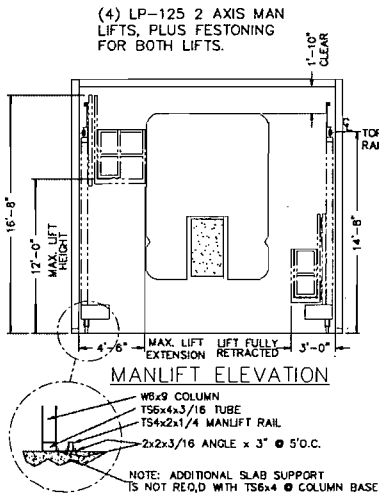 (4) LP-125 2 AXIS MAN
LIFTS, PLUS FESTONING
FOR BOTH LIFTS.
1'-10"
CLEAR
TOP
RAI
16'-8"
12'-0"
MAX. LIFT
HEIGHT
14'-8"
4'-6"
MAX. LIFT
EXTENSION
LIFT FULLY
RETRACTED
3'-0"
MANLIFT ELEVATION
W6x9 COLUMN
TS6x4x3/16 TUBE
TS4x2x1/4 MANLIFT RAIL
2x2x3/16 ANGLE x 3" @ 5'O.C.
NOTE: ADDITIONAL SLAB SUPPORT
IS NOT REQ,D WITH TS6x4 @ COLUMN BASE